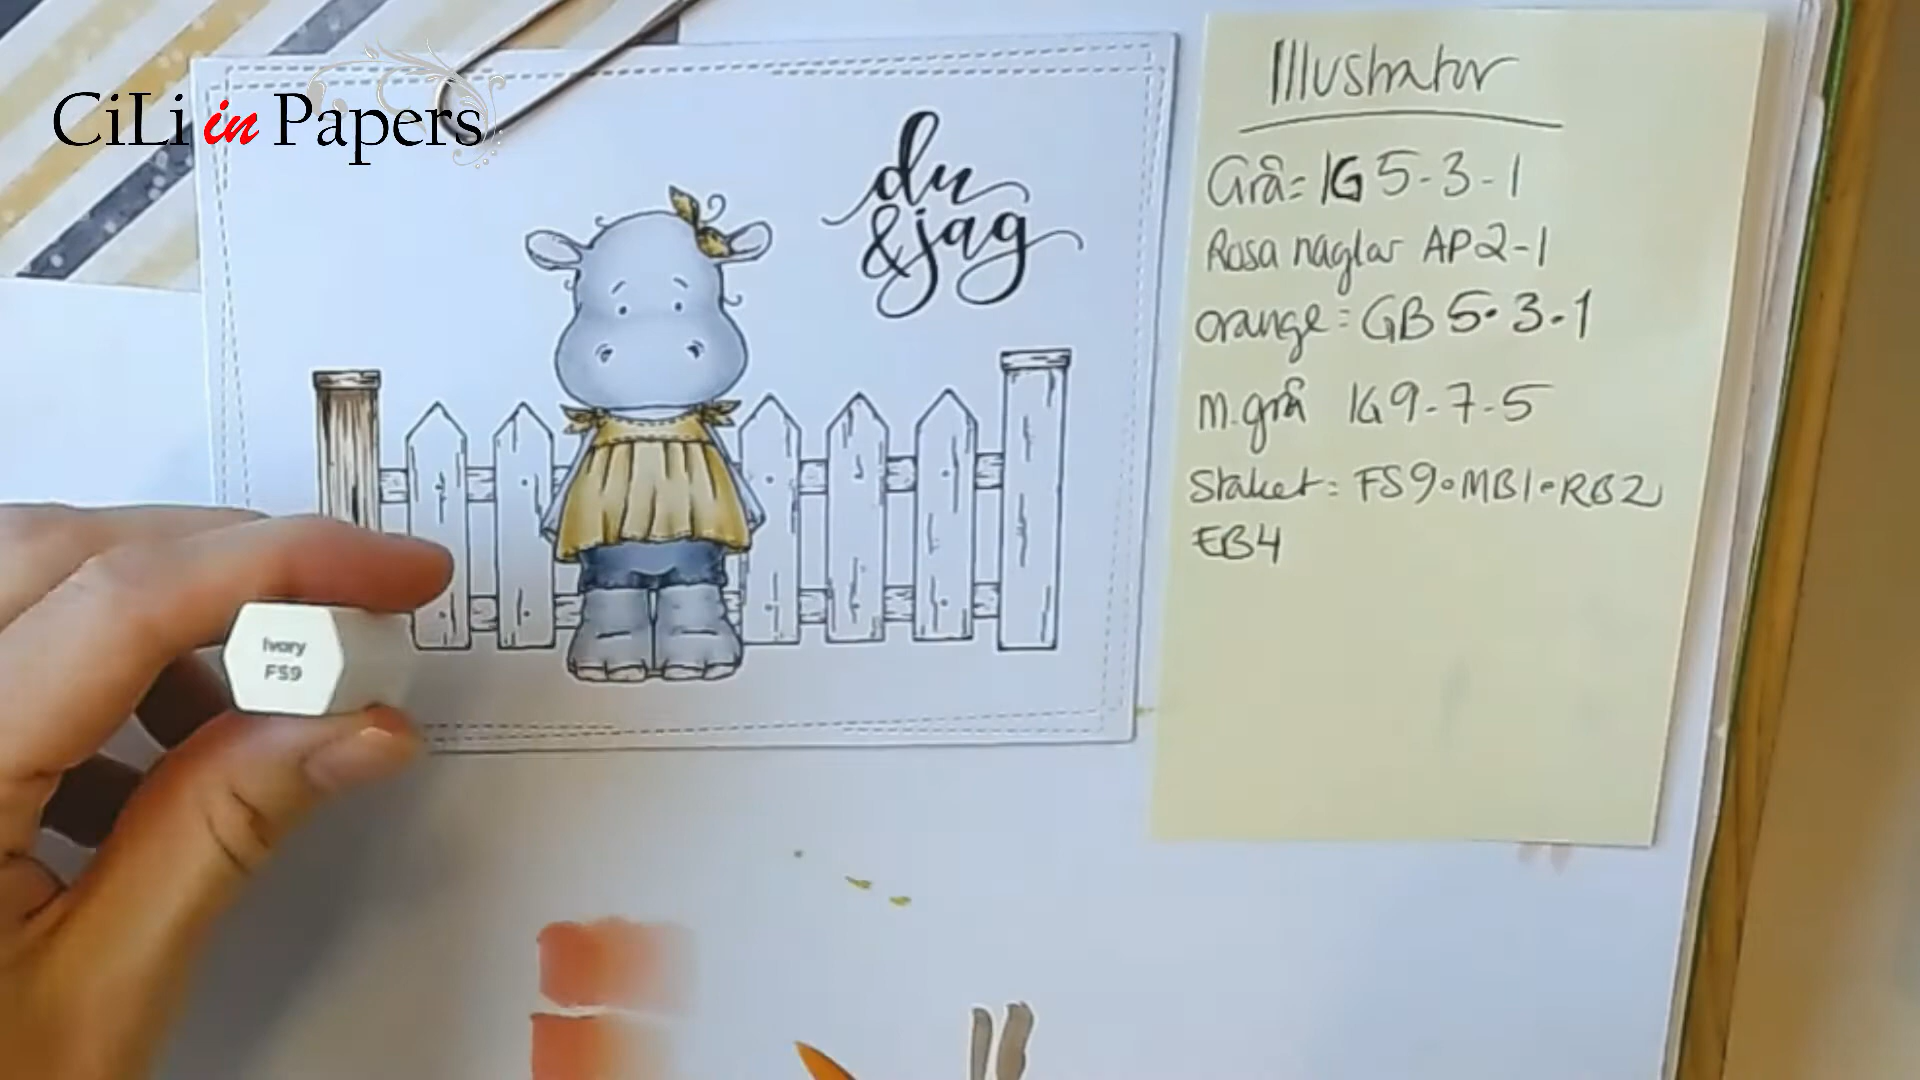 CiLi in Papers
du
&jag
Ivory
FS9
Illustrator
Grå= IG 5-3-1
Rosa naglar AP2-1
orange: GB 5·3·1
m.grå IG 9-7-5
Staket: FS9·MB1·RB2
EB4